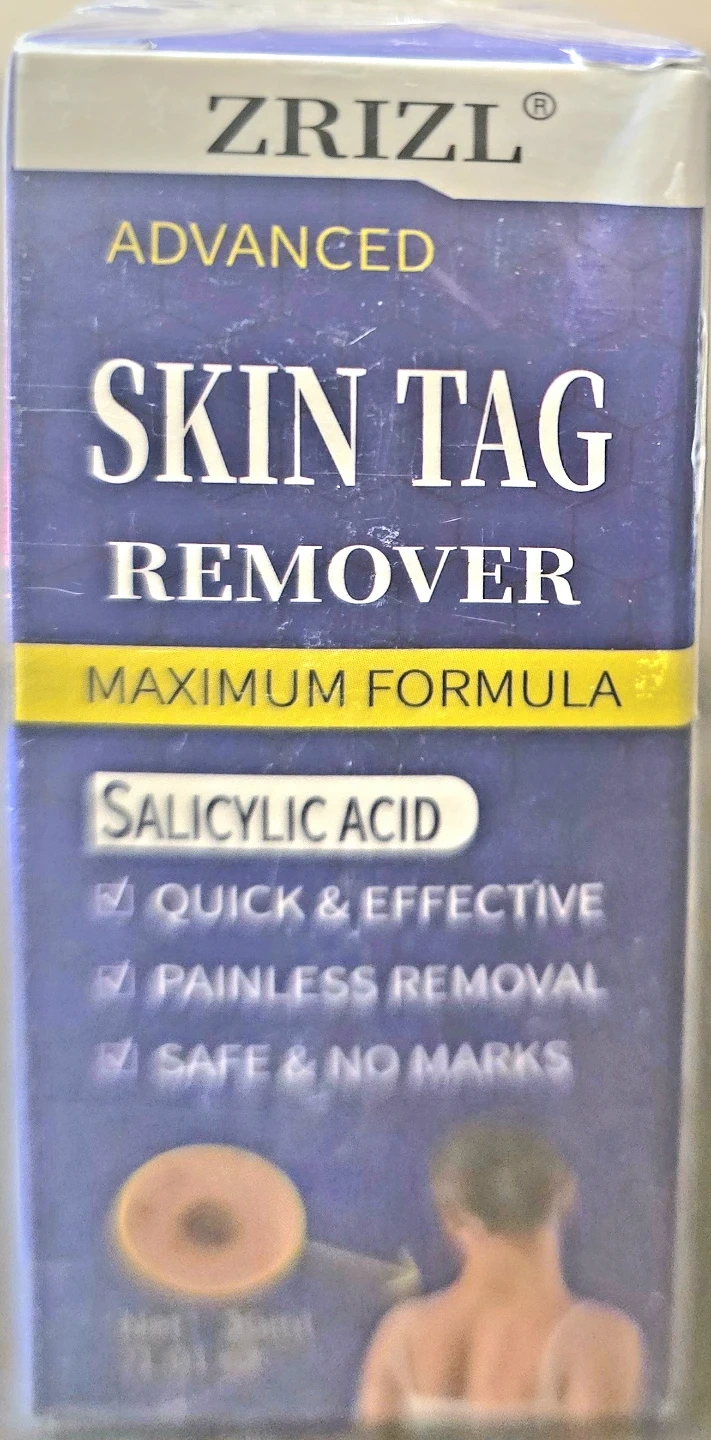 ZRIZL®
ADVANCED
SKIN TAG
REMOVER
MAXIMUM FORMULA
SALICYLIC ACID
QUICK & EFFECTIVE
PAINLESS REMOVAL
SAFE & NO MARKS